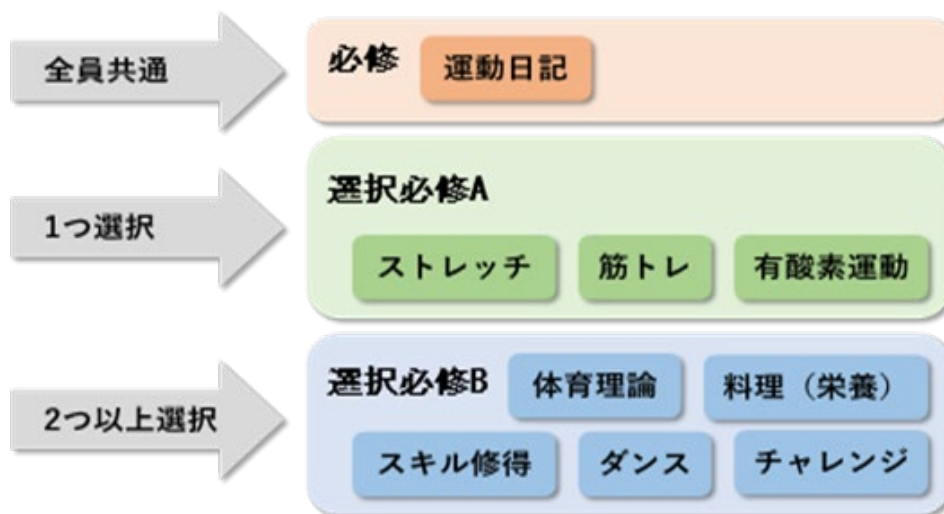 全員共通
必修 運動日記
1つ選択
選択必修A
ストレッチ 筋トレ 有酸素運動
2つ以上選択
選択必修B 体育理論 料理（栄養）
スキル修得 ダンス チャレンジ